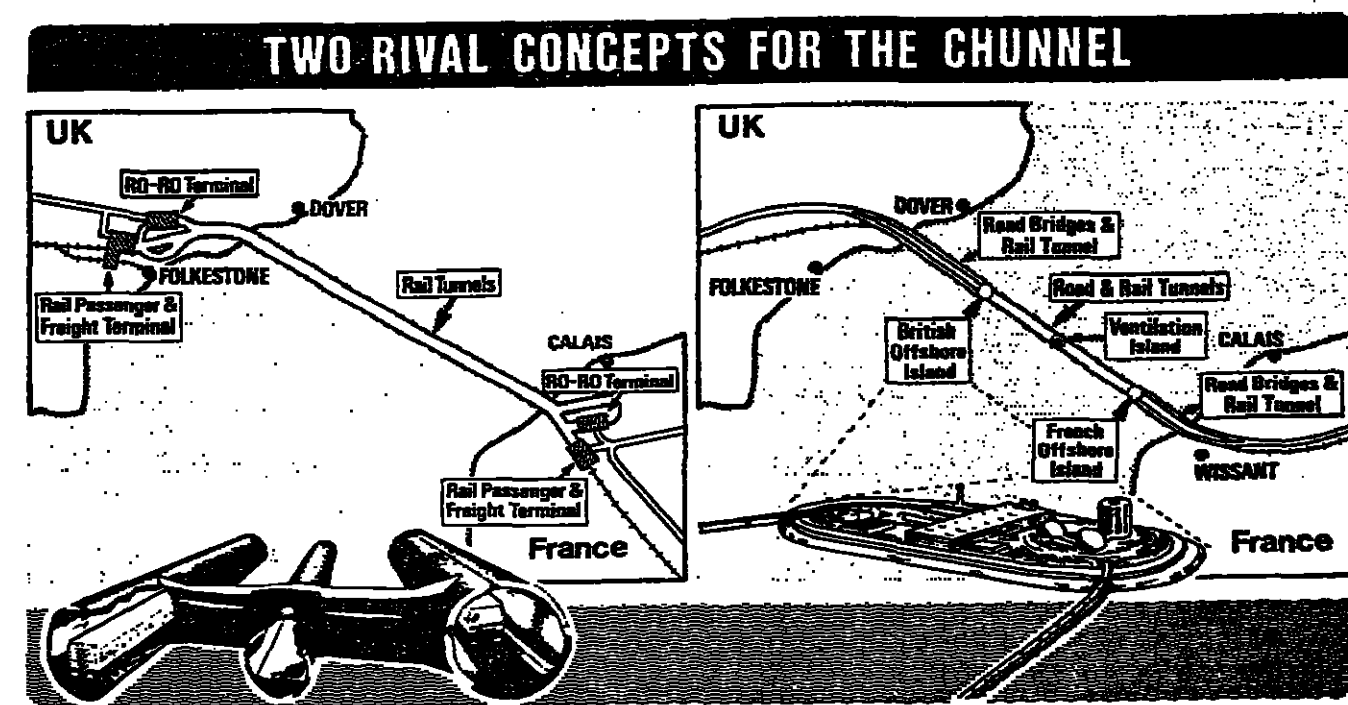 TWO RIVAL CONCEPTS FOR THE CHUNNEL
UK
RO-RO Terminal
DOVER
FOLKESTONE
Rail Passenger &
Freight Terminal
Rail Tunnels
CALAIS
RO-RO Terminal
Rail Passenger &
Freight Terminal
France
UK
DOVER
Road Bridges &
Rail Tunnel
FOLKESTONE
Road & Rail Tunnels
British
Offshore
Island
Ventilation
Island
CALAIS
Road Bridges &
Rail Tunnel
French
Offshore
Island
WISSANT
France